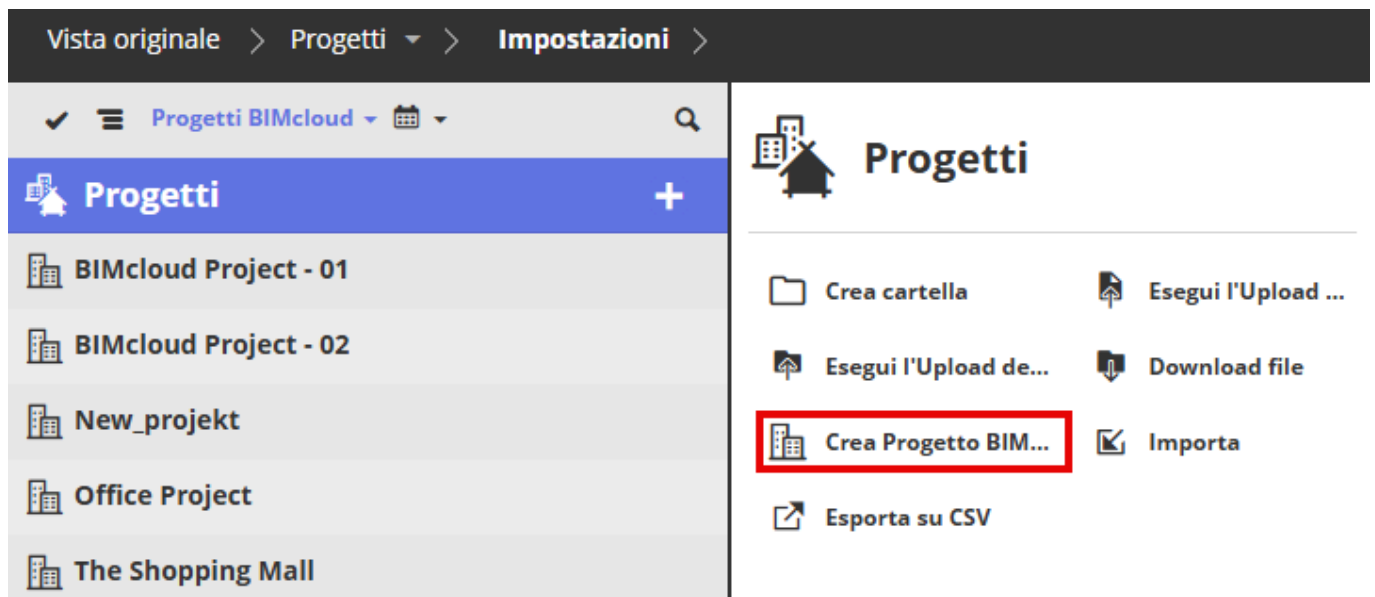 Vista originale > Progetti > Impostazioni >
Progetti BIMcloud
Progetti +
BIMcloud Project - 01
BIMcloud Project - 02
New_projekt
Office Project
The Shopping Mall
Progetti
Crea cartella
Esegui l'Upload ...
Esegui l'Upload de...
Download file
Crea Progetto BIM...
Importa
Esporta su CSV